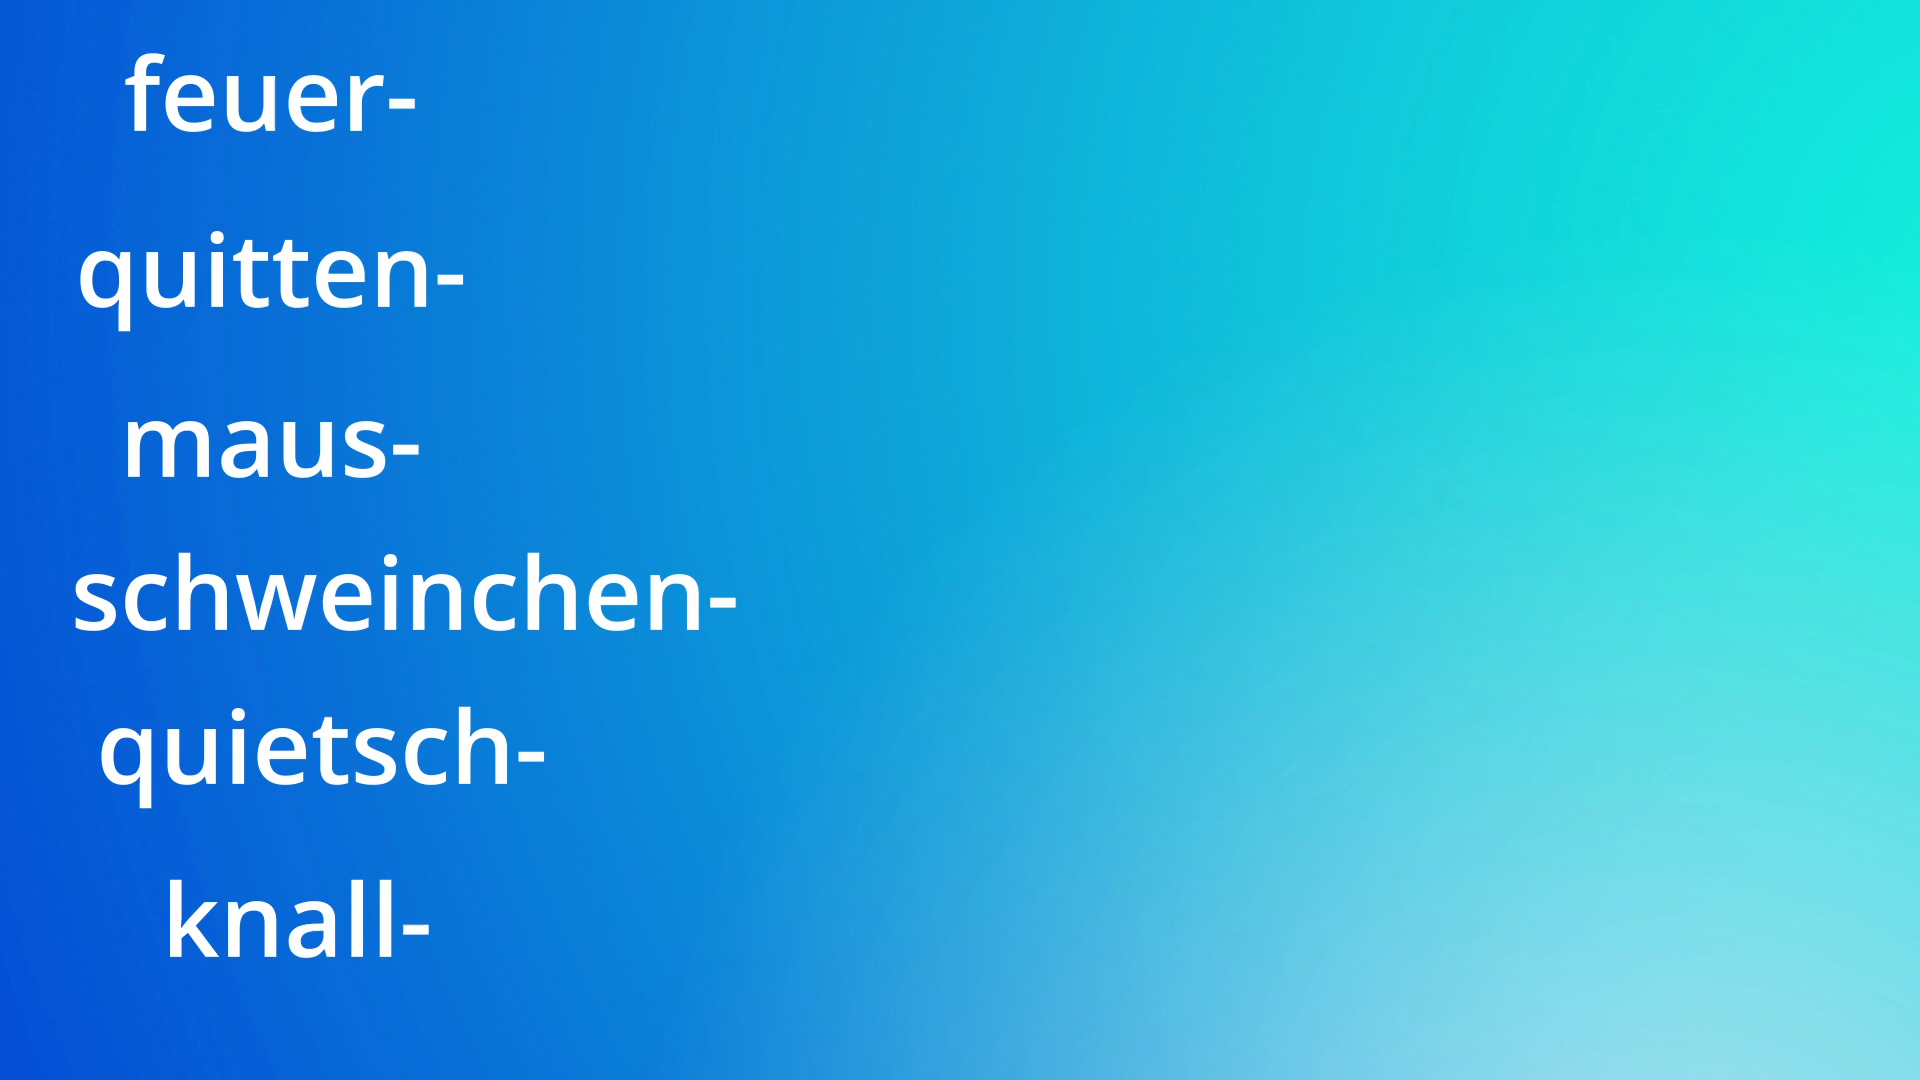 feuer-
quitten-
maus-
schweinchen-
quietsch-
knall-